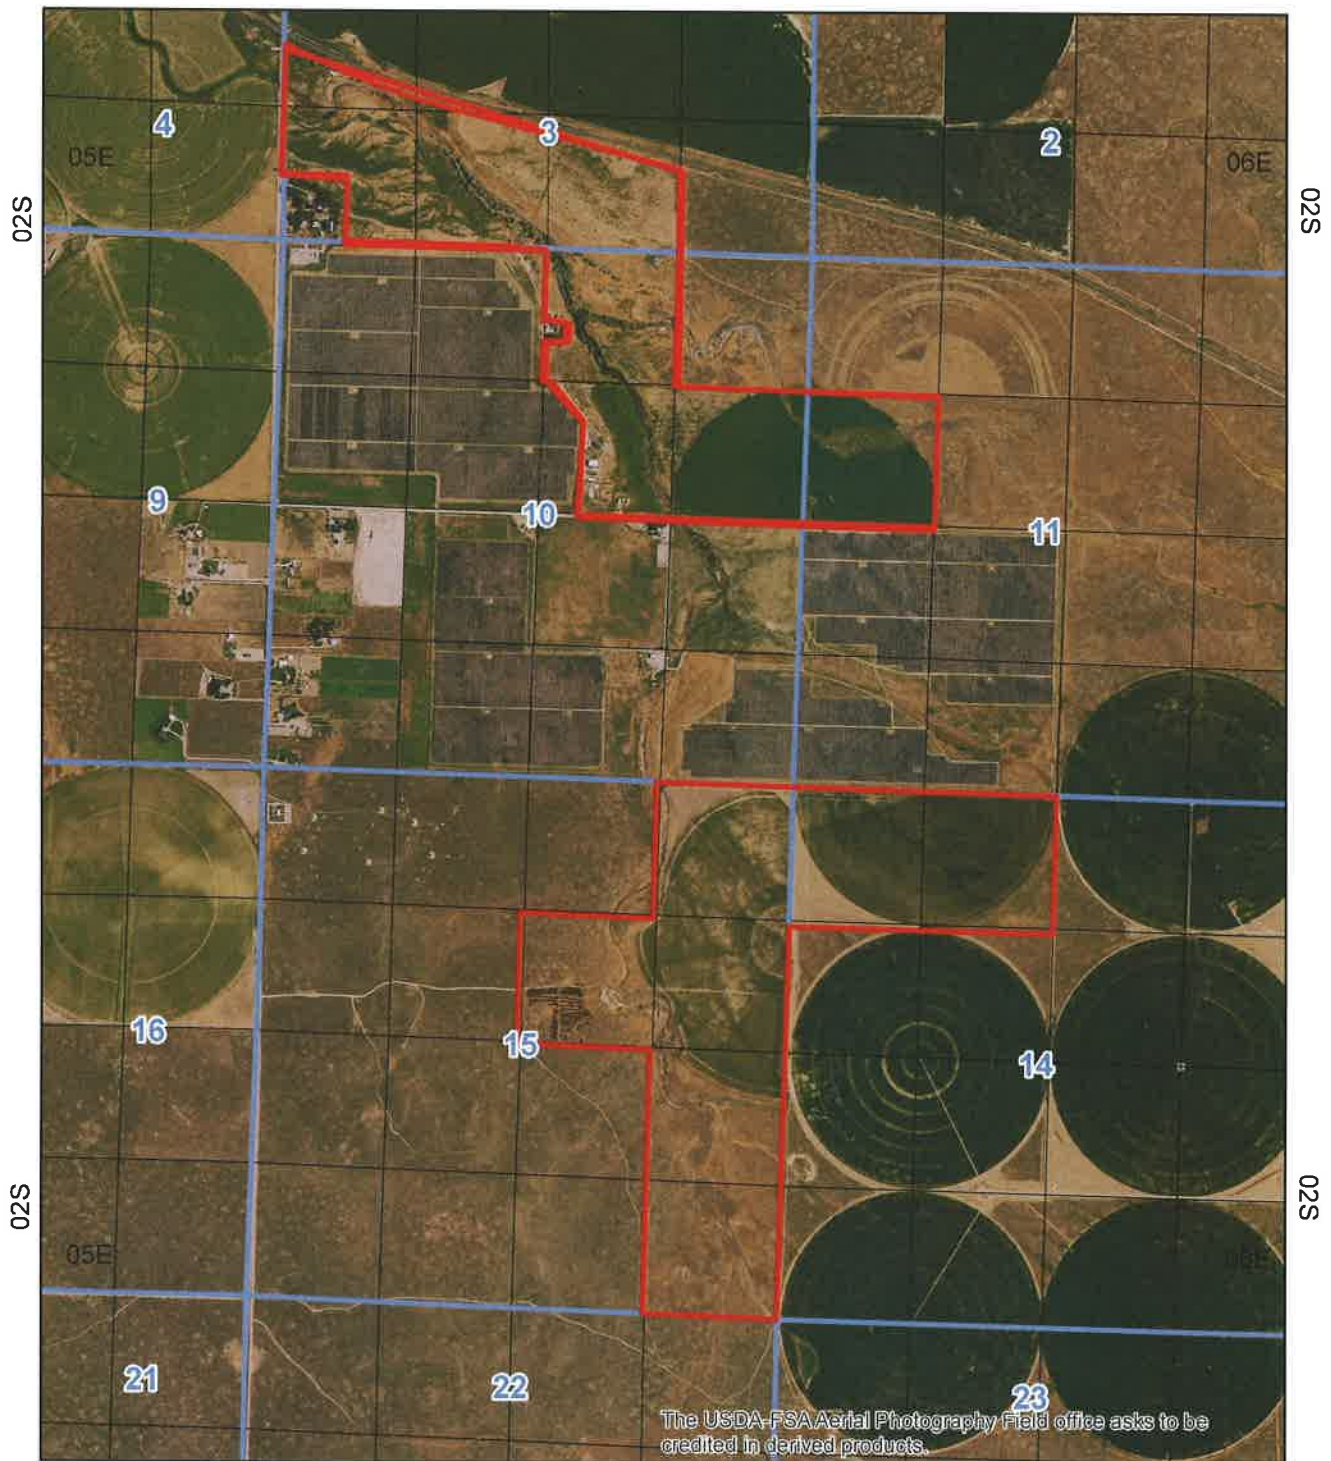 4
3
2
05E
06E
02S
02S
9
10
11
16
15
14
02S
02S
05E
06E
21
22
23
The USDA-FSA Aerial Photography Field office asks to be
credited in derived products.